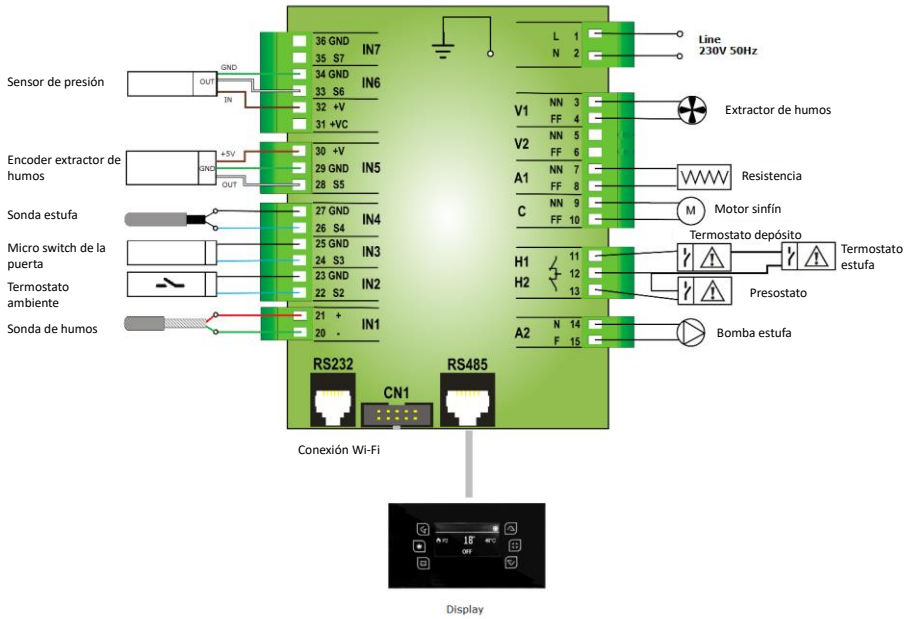 Sensor de presión
GND
OUT
IN
Encoder extractor de
humos
+5V
GND
OUT
Sonda estufa
Micro switch de la
puerta
Termostato
ambiente
Sonda de humos
36 GND
35 S7
IN7
34 GND
33 S6
IN6
32 +V
31 +VC
30 +V
29 GND
28 S5
IN5
27 GND
26 S4
IN4
25 GND
24 S3
IN3
23 GND
22 S2
IN2
21 +
20 -
IN1
L 1
N 2
Line
230V 50Hz
V1
NN 3
FF 4
Extractor de humos
V2
NN 5
FF 6
A1
NN 7
FF 8
Resistencia
C
NN 9
FF 10
M
Motor sinfín
Termostato depósito
Termostato
estufa
H1
11
12
H2
13
Presostato
A2
N 14
F 15
Bomba estufa
RS232
CN1
RS485
Conexión Wi-Fi
18°
OFF
Display